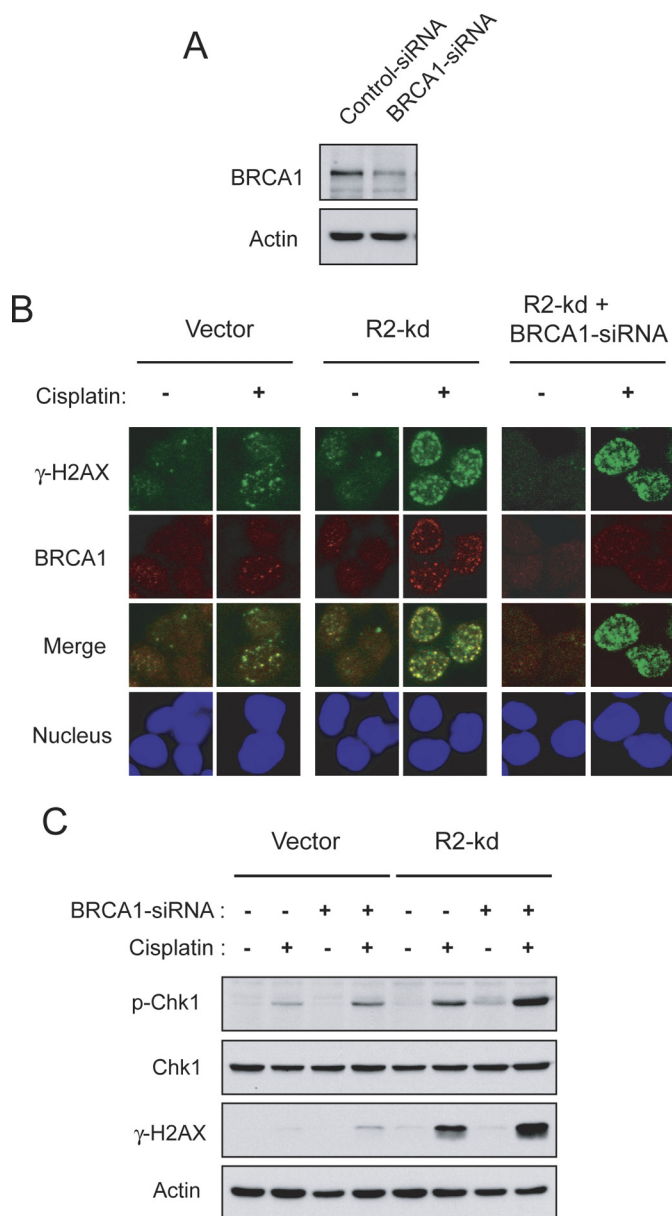 A
Control-siRNA
BRCA1-siRNA
BRCA1
Actin
B
Vector
R2-kd
R2-kd +
BRCA1-siRNA
Cisplatin: - + - + - +
γ-H2AX
BRCA1
Merge
Nucleus
C
Vector
R2-kd
BRCA1-siRNA : - - + + - - + +
Cisplatin : - + - + - + - +
p-Chk1
Chk1
γ-H2AX
Actin